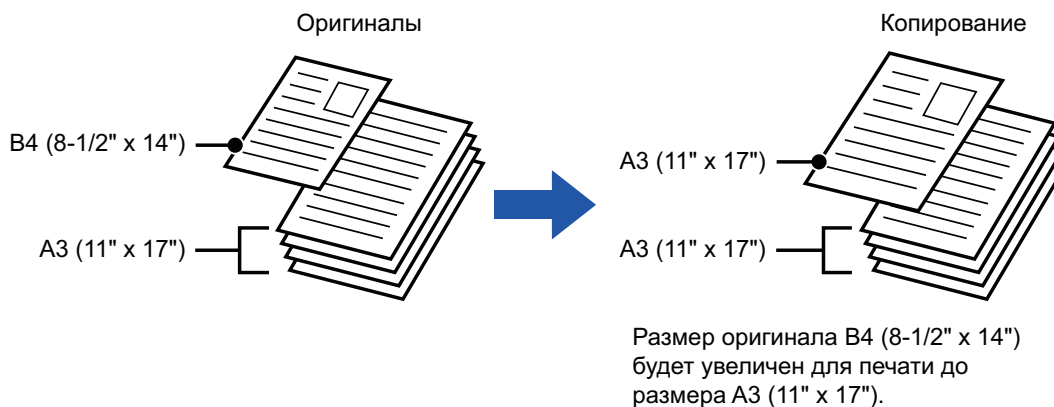 Оригиналы
Копирование
B4 (8-1/2" x 14")
A3 (11" x 17")
A3 (11" x 17")
A3 (11" x 17")
Размер оригинала B4 (8-1/2" x 14")
будет увеличен для печати до
размера A3 (11" x 17").